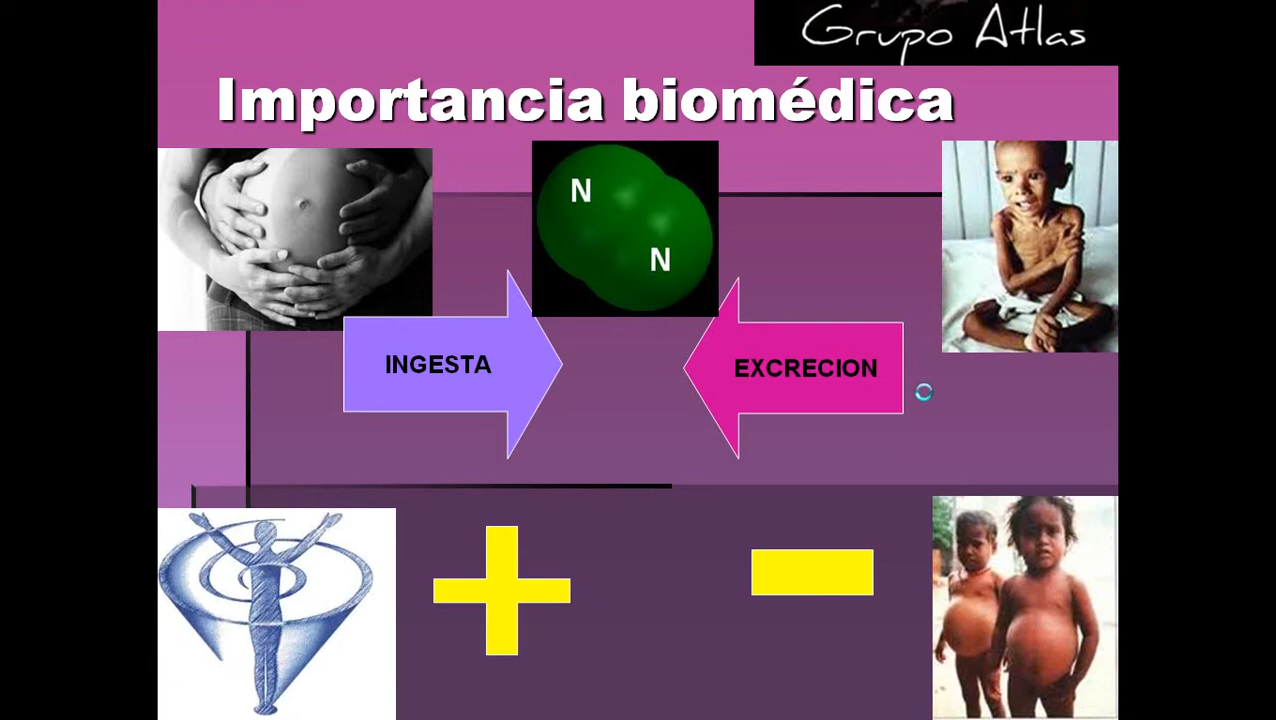 Grupo Atlas
Importancia biomédica
N
N
INGESTA
EXCRECION